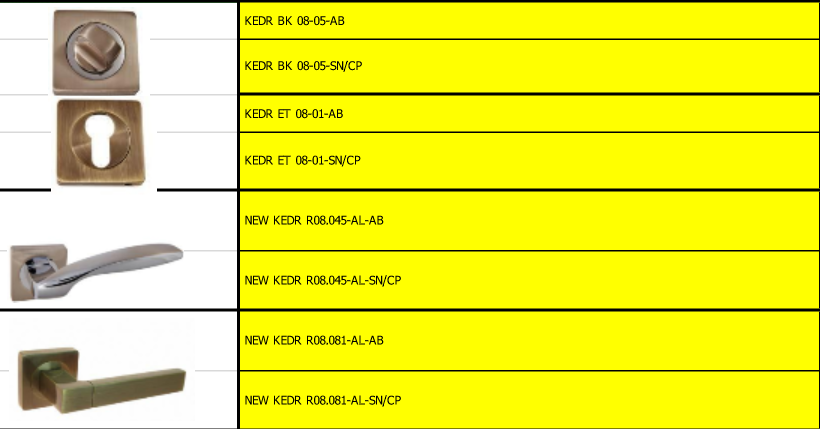 KEDR BK 08-05-AB
KEDR BK 08-05-SN/CP
KEDR ET 08-01-AB
KEDR ET 08-01-SN/CP
NEW KEDR R08.045-AL-AB
NEW KEDR R08.045-AL-SN/CP
NEW KEDR R08.081-AL-AB
NEW KEDR R08.081-AL-SN/CP